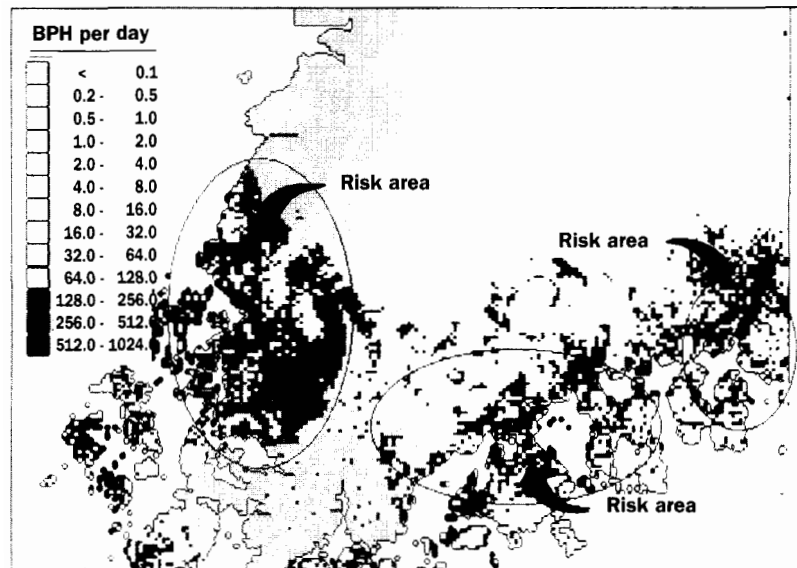 BPH per day
< 0.1
0.2 - 0.5
0.5 - 1.0
1.0 - 2.0
2.0 - 4.0
4.0 - 8.0
8.0 - 16.0
16.0 - 32.0
32.0 - 64.0
64.0 - 128.0
128.0 - 256.0
256.0 - 512.
512.0 - 1024.
Risk area
Risk area
Risk area